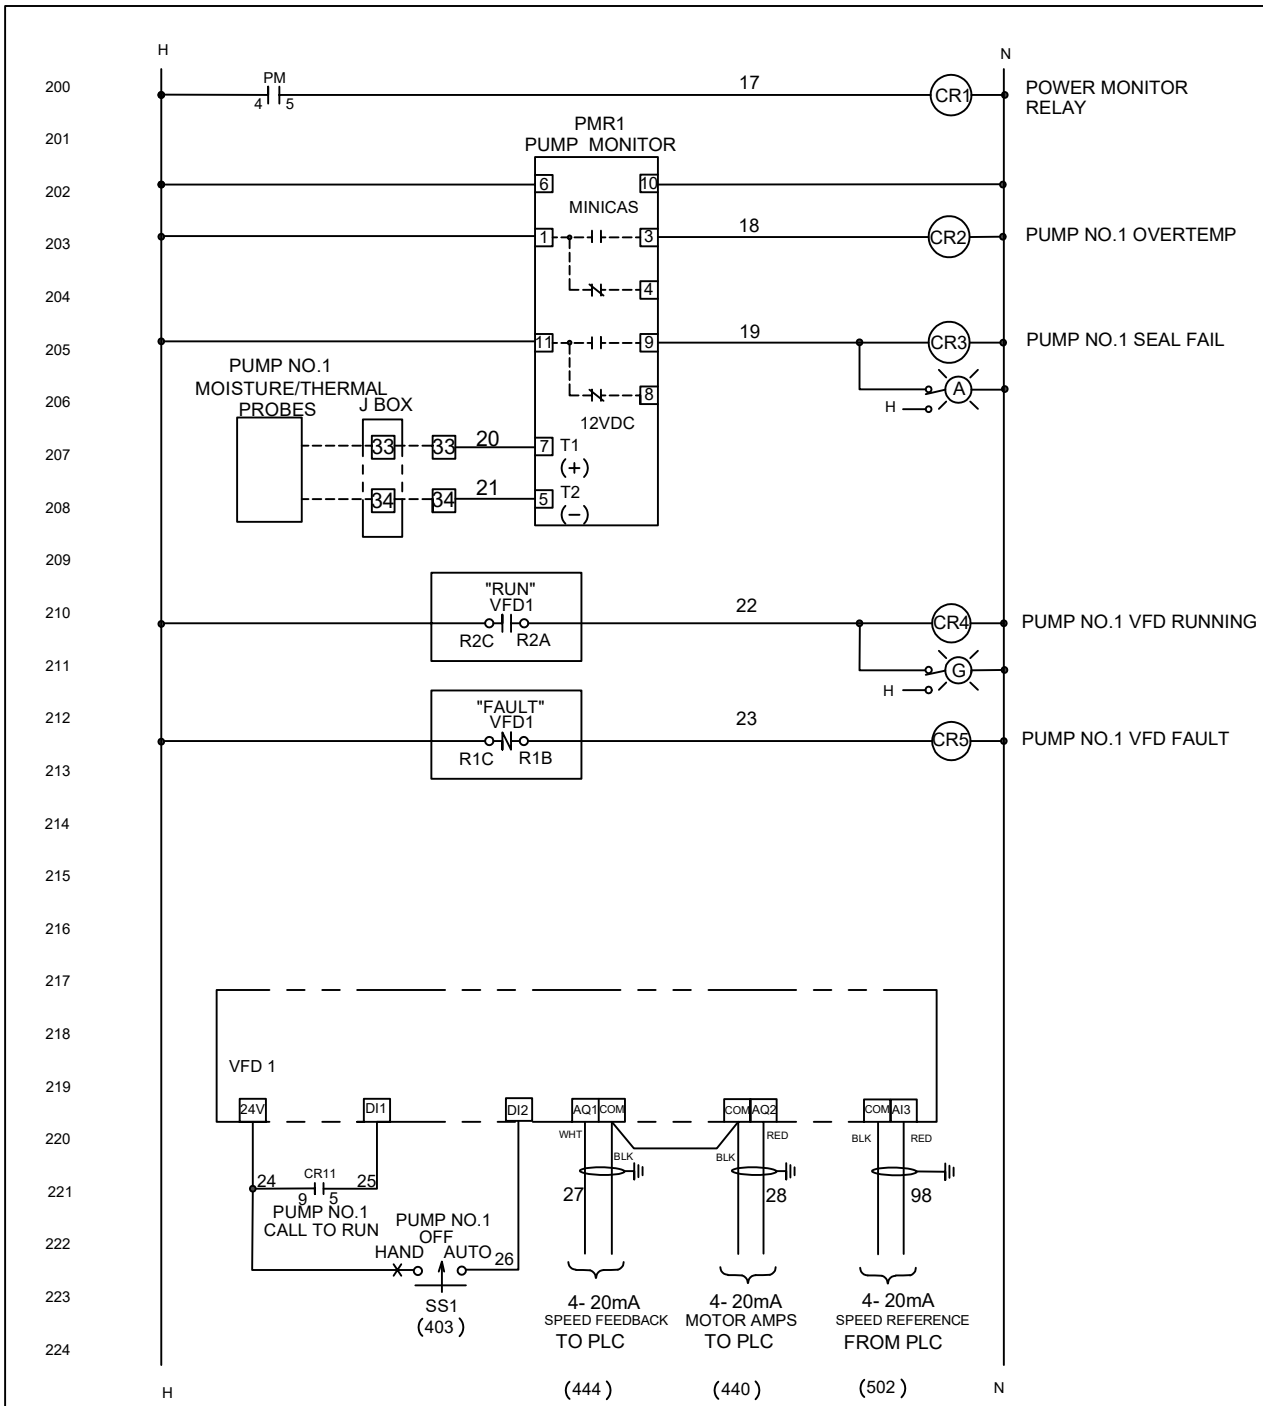 H
N
200
PM
4 5
17
CR1
POWER MONITOR
RELAY
201
PMR1
PUMP MONITOR
202
6
10
MINICAS
203
1
3
18
CR2
PUMP NO.1 OVERTEMP
204
4
205
11
9
19
CR3
PUMP NO.1 SEAL FAIL
PUMP NO.1
MOISTURE/THERMAL
PROBES
J BOX
206
8
H
A
12VDC
207
33
33
20
7
T1
(+)
208
34
34
21
5
T2
(−)
209
"RUN"
VFD1
R2C R2A
210
22
CR4
PUMP NO.1 VFD RUNNING
211
G
H
212
"FAULT"
VFD1
R1C R1B
23
CR5
PUMP NO.1 VFD FAULT
213
214
215
216
217
218
VFD 1
219
24V
DI1
DI2
AQ1
COM
COM
AQ2
COM
AI3
220
WHT
BLK
BLK
RED
BLK
RED
221
24
CR11
9 5
25
27
28
98
PUMP NO.1
CALL TO RUN
222
PUMP NO.1
OFF
HAND
AUTO
26
223
SS1
(403)
4- 20mA
SPEED FEEDBACK
TO PLC
4- 20mA
MOTOR AMPS
TO PLC
4- 20mA
SPEED REFERENCE
FROM PLC
224
H
(444)
(440)
(502)
N